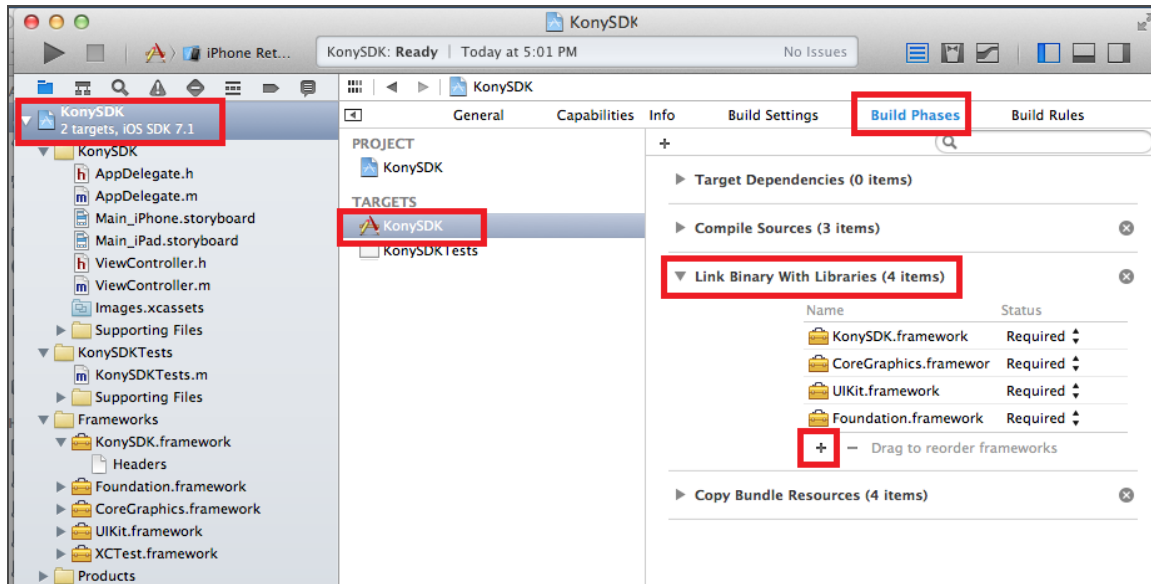 KonySDK
iPhone Ret...
KonySDK: Ready | Today at 5:01 PM
No Issues
KonySDK
2 targets, iOS SDK 7.1
KonySDK
AppDelegate.h
AppDelegate.m
Main_iPhone.storyboard
Main_iPad.storyboard
ViewController.h
ViewController.m
Images.xcassets
Supporting Files
KonySDKTests
KonySDKTests.m
Supporting Files
Frameworks
KonySDK.framework
Headers
Foundation.framework
CoreGraphics.framework
UIKit.framework
XCTest.framework
Products
KonySDK
General Capabilities Info Build Settings Build Phases Build Rules
PROJECT
KonySDK
TARGETS
KonySDK
KonySDKTests
Target Dependencies (0 items)
Compile Sources (3 items)
Link Binary With Libraries (4 items)
Name Status
KonySDK.framework Required
CoreGraphics.framewor Required
UIKit.framework Required
Foundation.framework Required
+ − Drag to reorder frameworks
Copy Bundle Resources (4 items)